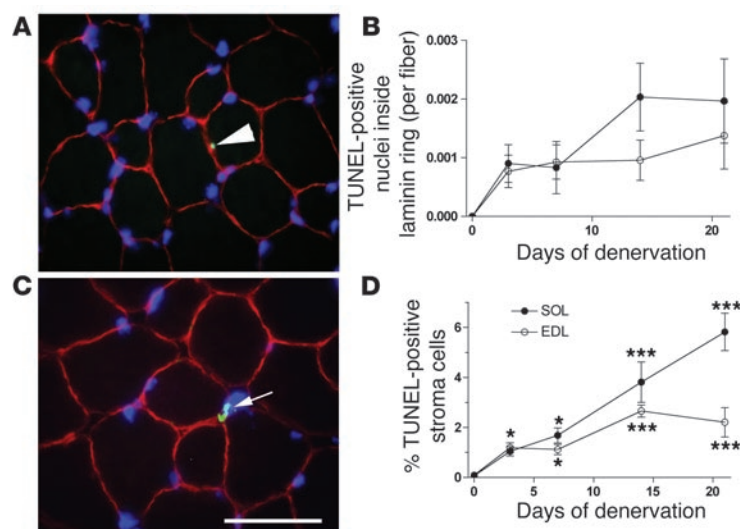 A
B
TUNEL-positive
nuclei inside
laminin ring (per fiber)
0.003
0.002
0.001
0.000
0 10 20
Days of denervation
C
D
SOL
EDL
% TUNEL-positive
stroma cells
6
4
2
0
* * *** ***
* *** ***
0 5 10 15 20
Days of denervation